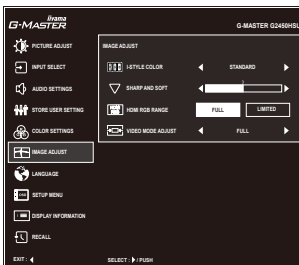 iiyama
G-MASTER
G-MASTER G2450HSU
PICTURE ADJUST
INPUT SELECT
AUDIO SETTINGS
STORE USER SETTING
COLOR SETTINGS
IMAGE ADJUST
LANGUAGE
SETUP MENU
DISPLAY INFORMATION
RECALL
IMAGE ADJUST
I-STYLE COLOR STANDARD
SHARP AND SOFT
HDMI RGB RANGE FULL LIMITED
VIDEO MODE ADJUST FULL
EXIT :
SELECT : / PUSH